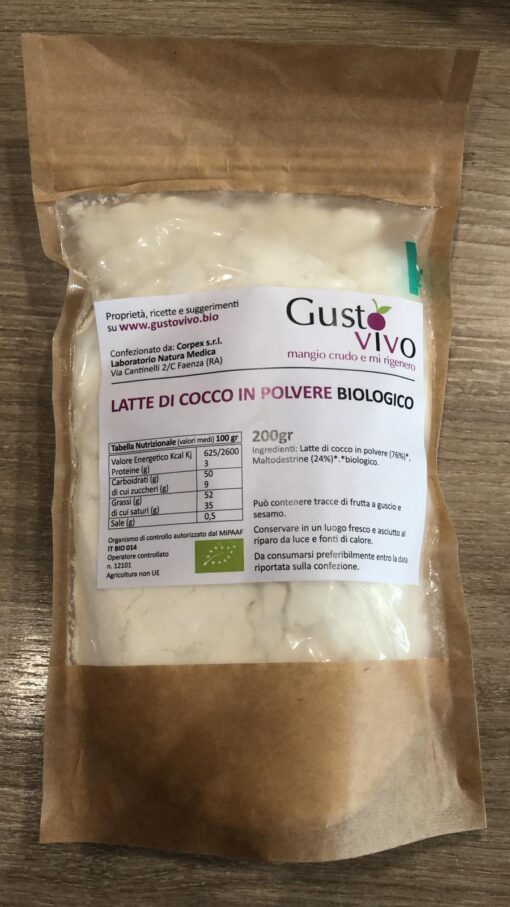 Proprietà, ricette e suggerimenti
su www.gustovivo.bio
Confezionato da: Corpex s.r.l.
Laboratorio Natura Medica
Via Cantinelli 2/C Faenza (RA)
Gusto
vivo
mangio crudo e mi rigenero
LATTE DI COCCO IN POLVERE BIOLOGICO
Tabella Nutrizionale (valori medi) 100 gr
Valore Energetico Kcal Kj 625/2600
Proteine (g) 3
Carboidrati (g) 50
di cui zuccheri (g) 9
Grassi (g) 52
di cui saturi (g) 35
Sale (g) 0,5
Organismo di controllo autorizzato dal MiPAAF
IT BIO 014
Operatore controllato
n. 12101
Agricoltura non UE
200gr
Ingredienti: Latte di cocco in polvere (76%)*,
Maltodestrine (24%)*.*biologico.
Può contenere tracce di frutta a guscio e
sesamo.
Conservare in un luogo fresco e asciutto al
riparo da luce e fonti di calore.
Da consumarsi preferibilmente entro la data
riportata sulla confezione.